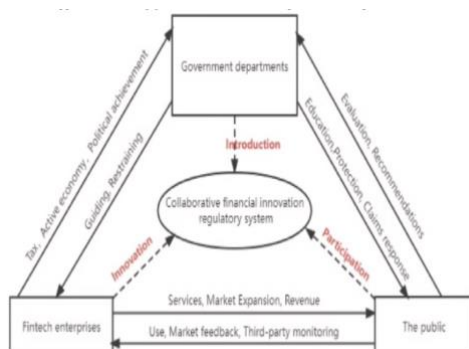 Government departments
Tax, Active economy, Political achievement
Guiding, Restraining
Introduction
Education,Protection, Claims response
Evaluation, Recommendations
Collaborative financial innovation
regulatory system
Innovation
Participation
Fintech enterprises
Services, Market Expansion, Revenue
Use, Market feedback, Third-party monitoring
The public